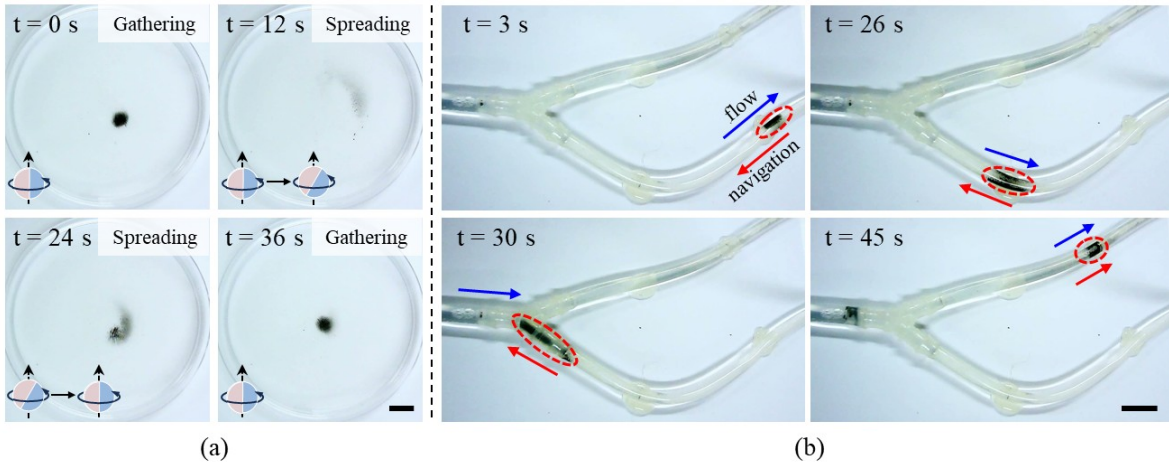 t = 0 s Gathering
t = 12 s Spreading
t = 24 s Spreading
t = 36 s Gathering
(a)
t = 3 s
flow
navigation
t = 26 s
t = 30 s
t = 45 s
(b)